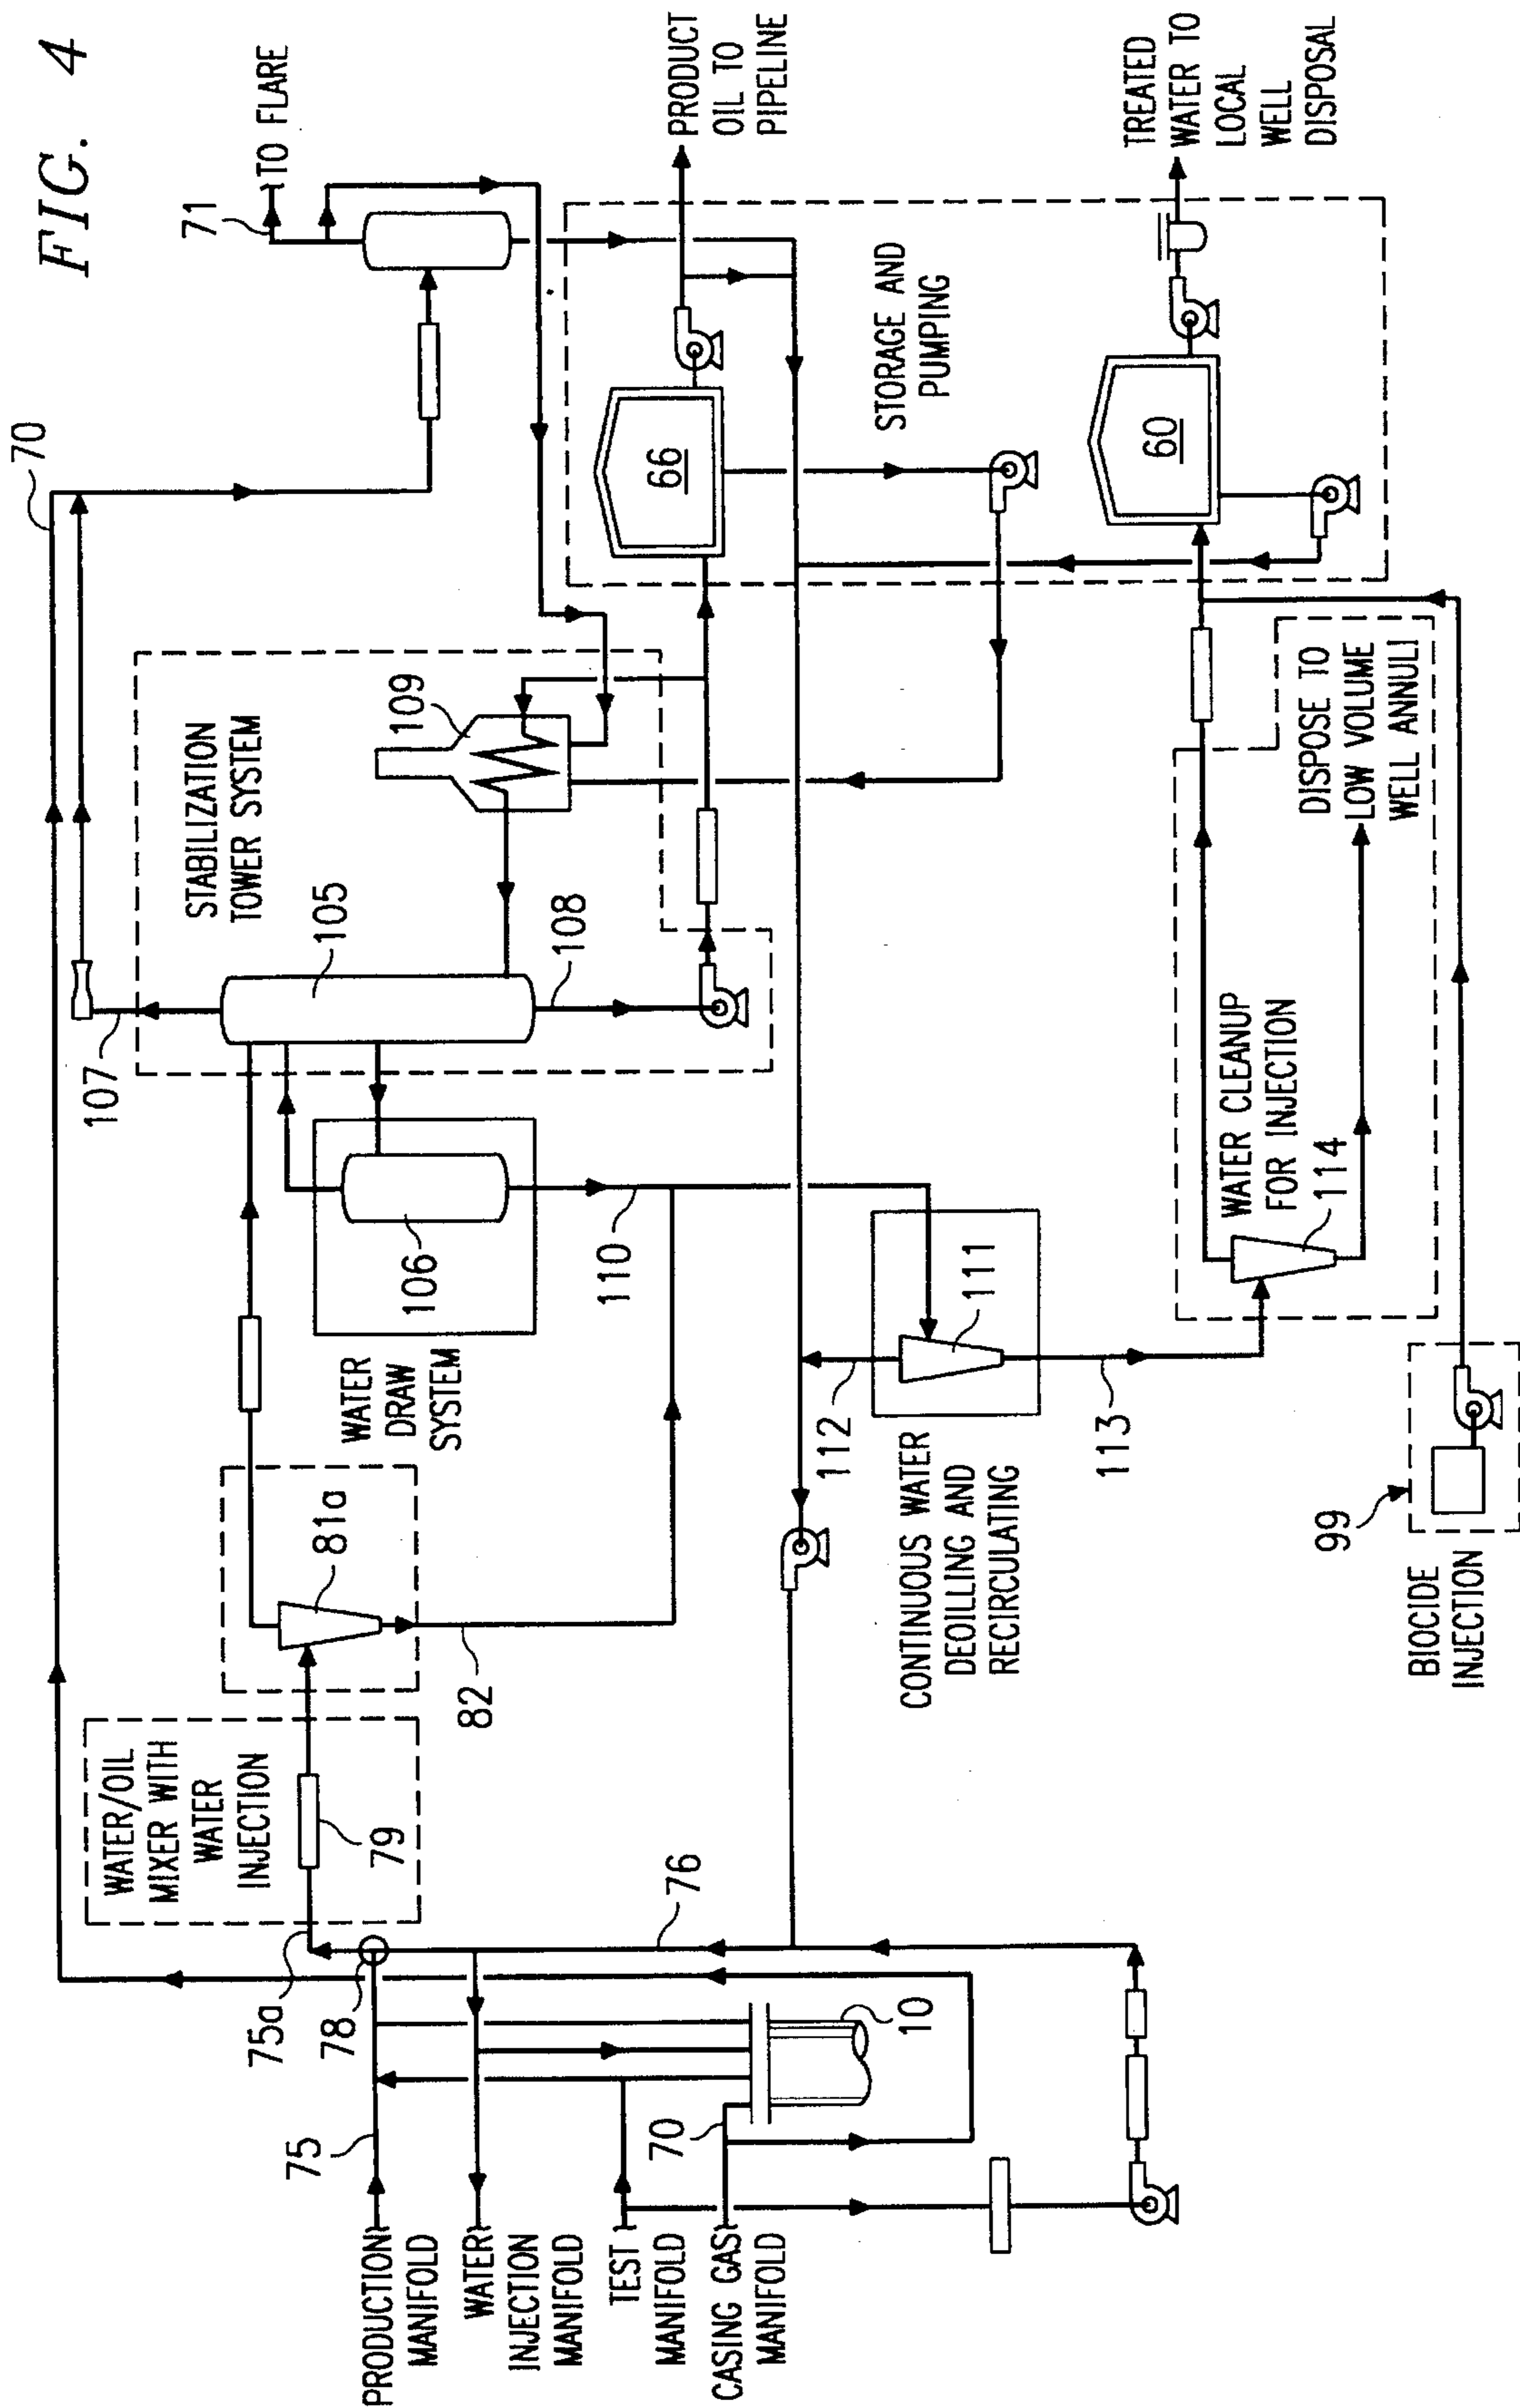 FIG. 4
70
71
TO FLARE
PRODUCT
OIL TO
PIPELINE
TREATED
WATER TO
LOCAL
WELL
DISPOSAL
STORAGE AND
PUMPING
66
60
STABILIZATION
TOWER SYSTEM
109
105
107
108
DISPOSE TO
LOW VOLUME
WELL ANNULI
WATER CLEANUP
FOR INJECTION
114
106
110
WATER
DRAW
SYSTEM
111
112
113
CONTINUOUS WATER
DEOILLING AND
RECIRCULATING
99
BIOCIDE
INJECTION
81a
82
WATER/OIL
MIXER WITH
WATER
INJECTION
79
76
75a
78
10
75
70
PRODUCTION
MANIFOLD
WATER
INJECTION
MANIFOLD
TEST
MANIFOLD
CASING GAS
MANIFOLD